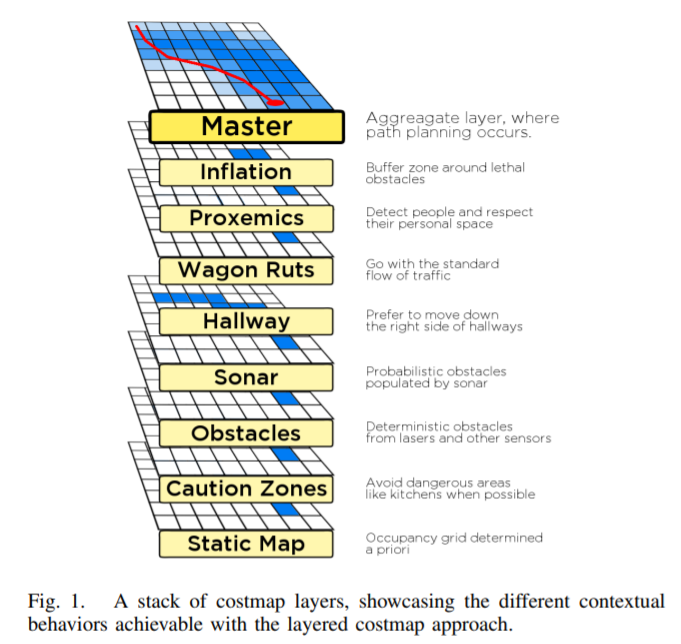 Master
Aggreagate layer, where
path planning occurs.
Inflation
Buffer zone around lethal
obstacles
Proxemics
Detect people and respect
their personal space
Wagon Ruts
Go with the standard
flow of traffic
Hallway
Prefer to move down
the right side of hallways
Sonar
Probabilistic obstacles
populated by sonar
Obstacles
Deterministic obstacles
from lasers and other sensors
Caution Zones
Avoid dangerous areas
like kitchens when possible
Static Map
Occupancy grid determined
a priori
Fig. 1. A stack of costmap layers, showcasing the different contextual
behaviors achievable with the layered costmap approach.